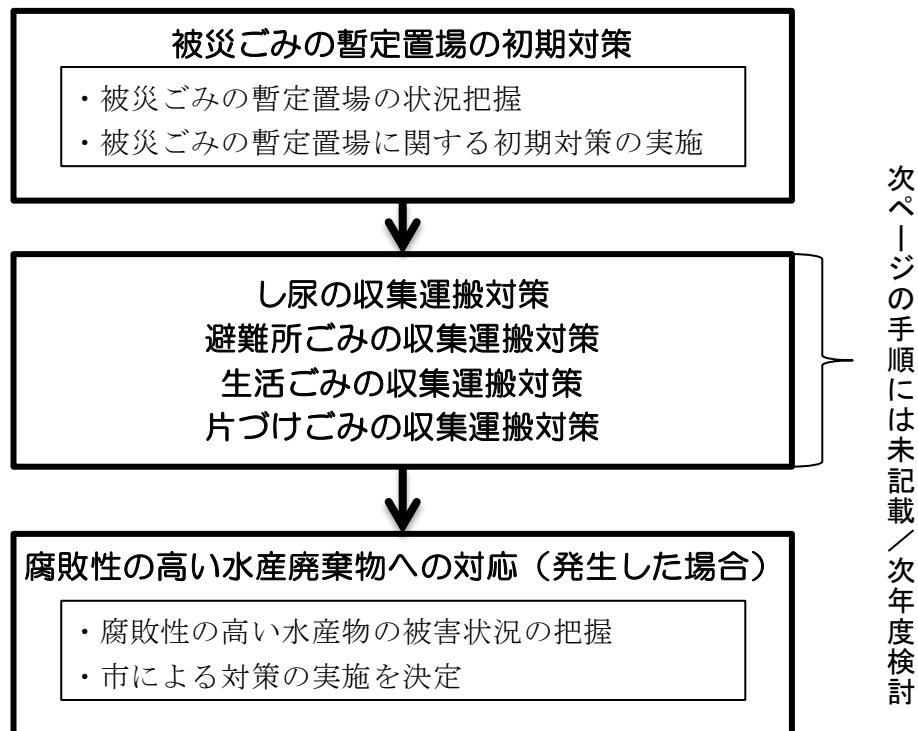 被災ごみの暫定置場の初期対策
・被災ごみの暫定置場の状況把握
・被災ごみの暫定置場に関する初期対策の実施
し尿の収集運搬対策
避難所ごみの収集運搬対策
生活ごみの収集運搬対策
片づけごみの収集運搬対策
次ページの手順には未記載／次年度検討
腐敗性の高い水産廃棄物への対応（発生した場合）
・腐敗性の高い水産物の被害状況の把握
・市による対策の実施を決定